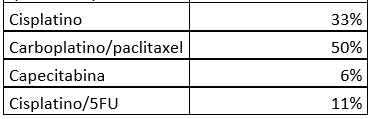 Cisplatino 33%
Carboplatino/paclitaxel 50%
Capecitabina 6%
Cisplatino/5FU 11%